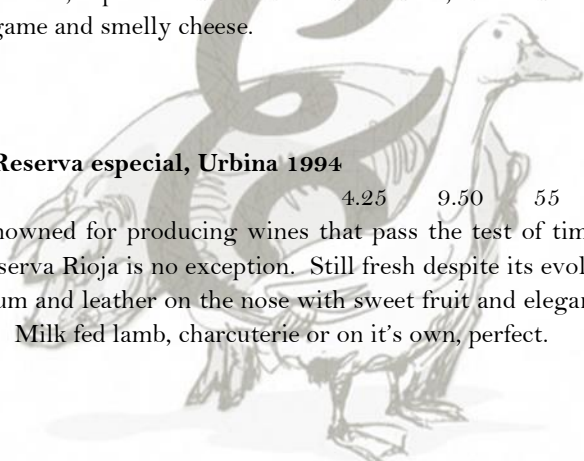 game and smelly cheese.
Reserva especial, Urbina 1994
4.25 9.50 55
nowned for producing wines that pass the test of tim
serva Rioja is no exception. Still fresh despite its evol
um and leather on the nose with sweet fruit and elegan
Milk fed lamb, charcuterie or on it's own, perfect.